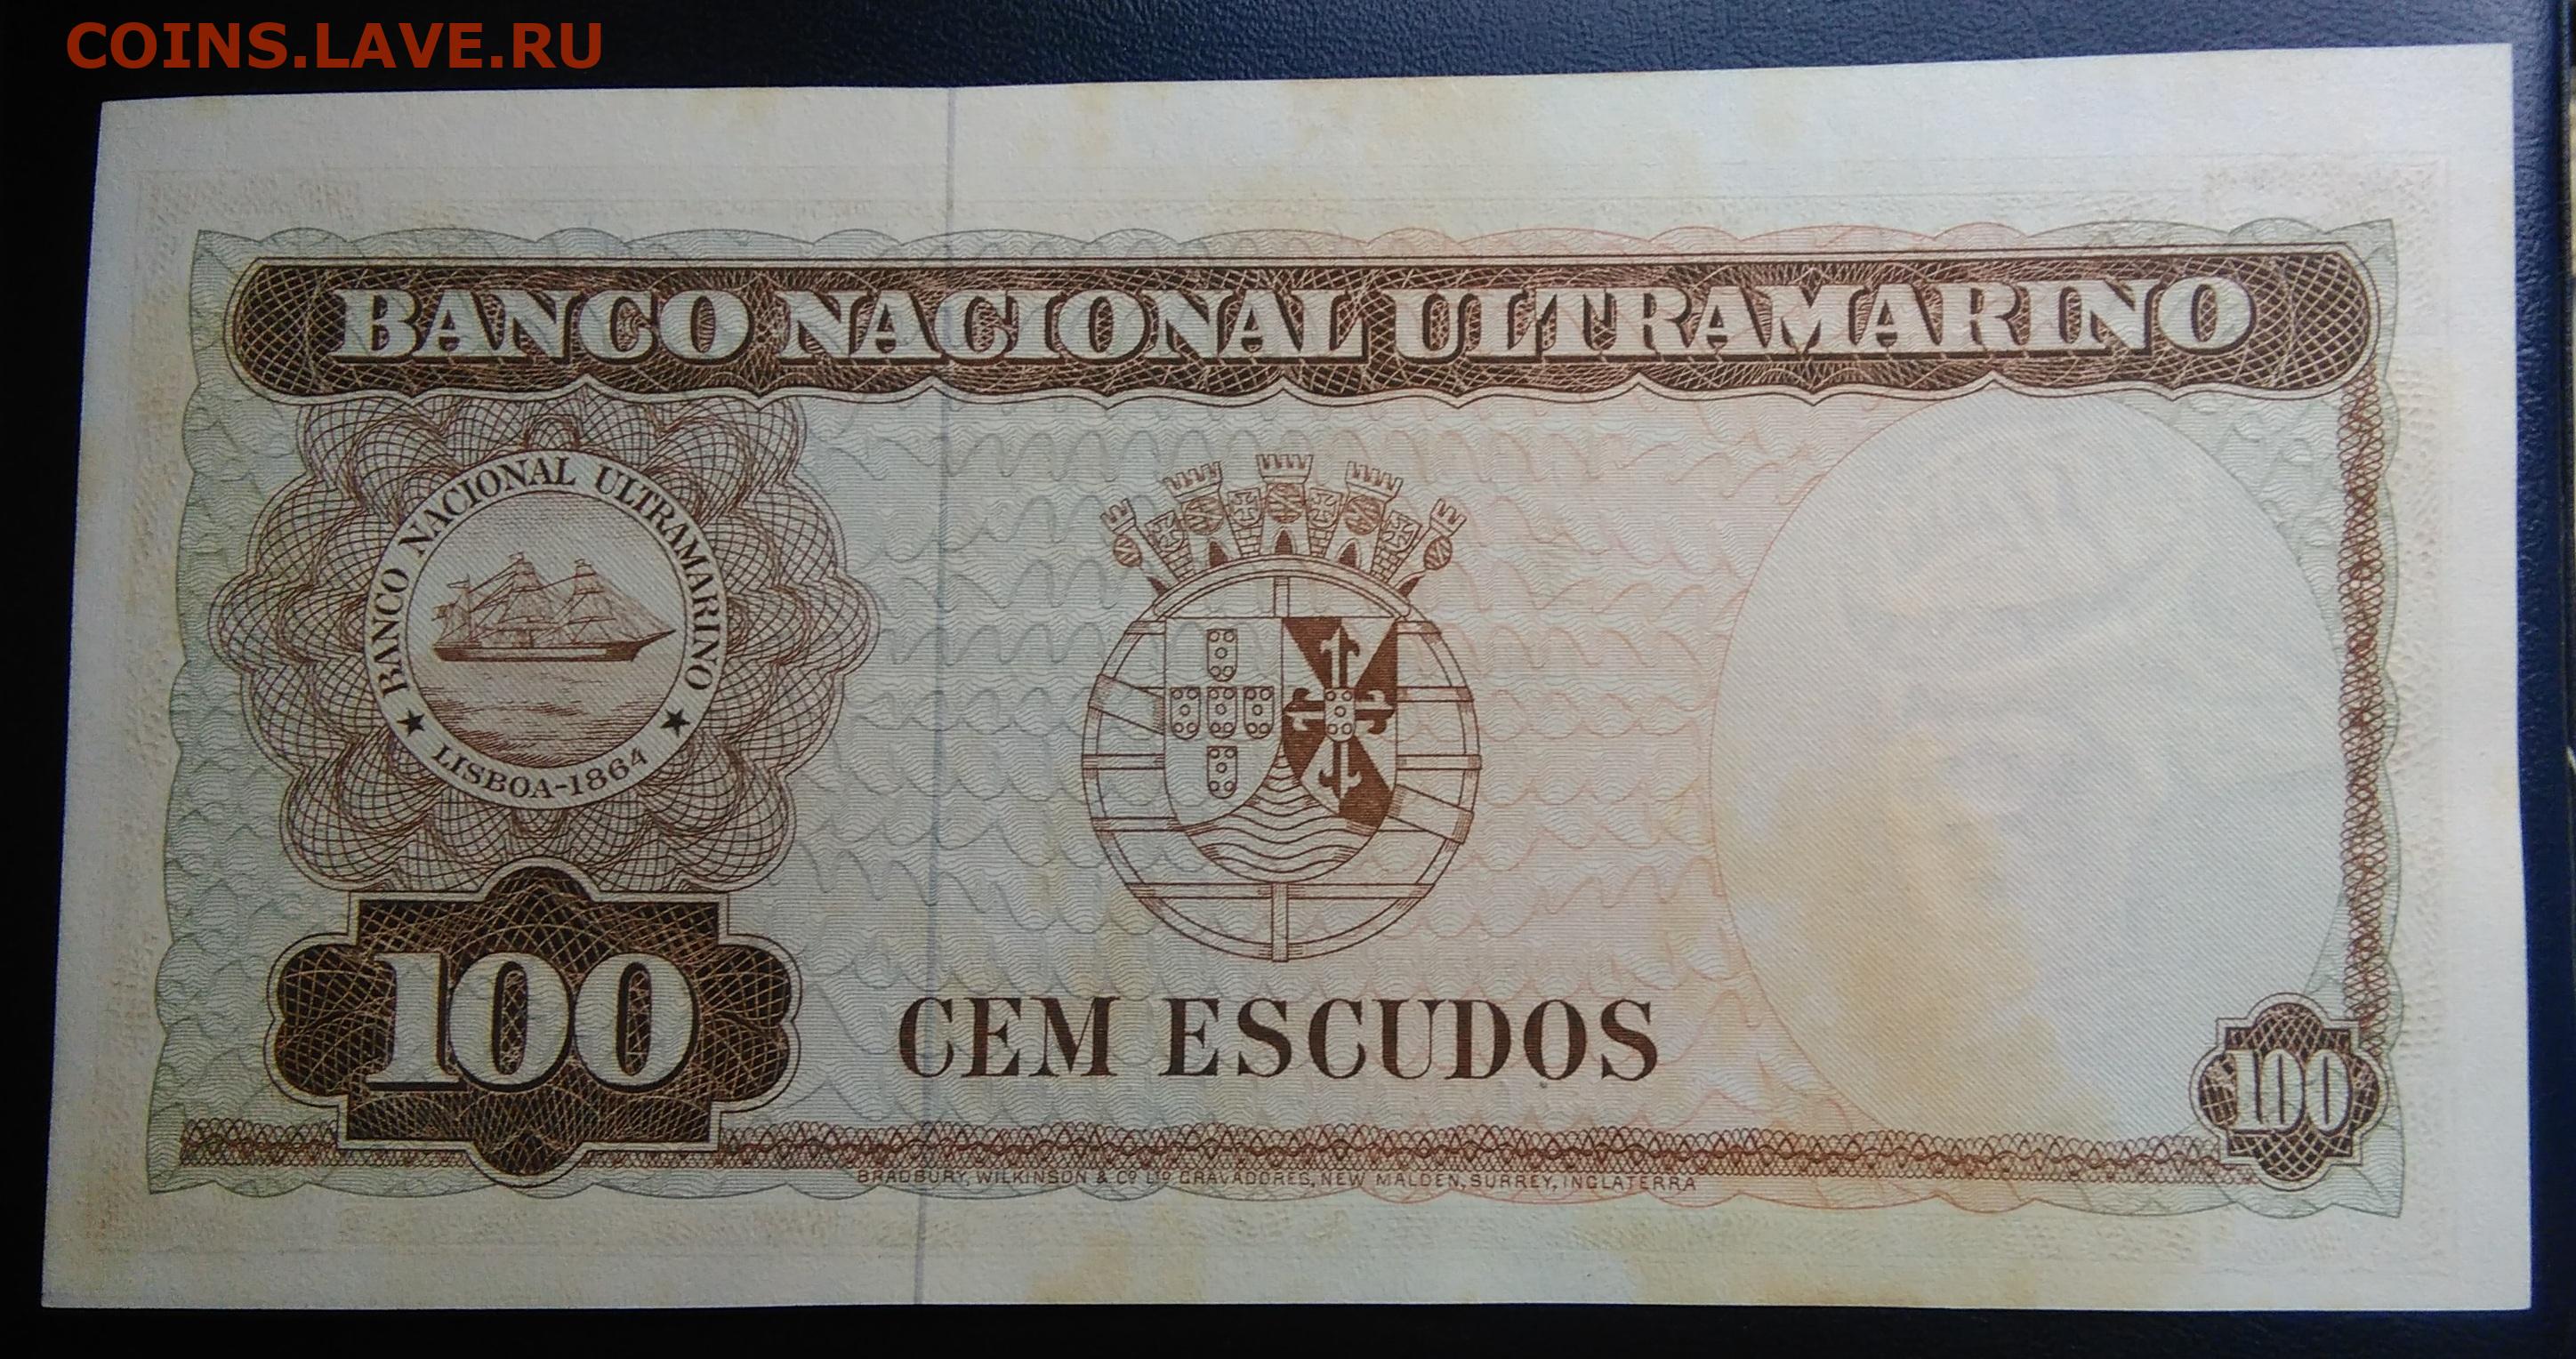 COINS.LAVE.RU
BANCO NACIONAL ULTRAMARINO
BANCO NACIONAL ULTRAMARINO
★ LISBOA-1864 ★
100
CEM ESCUDOS
100
BRADBURY, WILKINSON & Cº Lᵀᴰ GRAVADORES, NEW MALDEN, SURREY, INGLATERRA